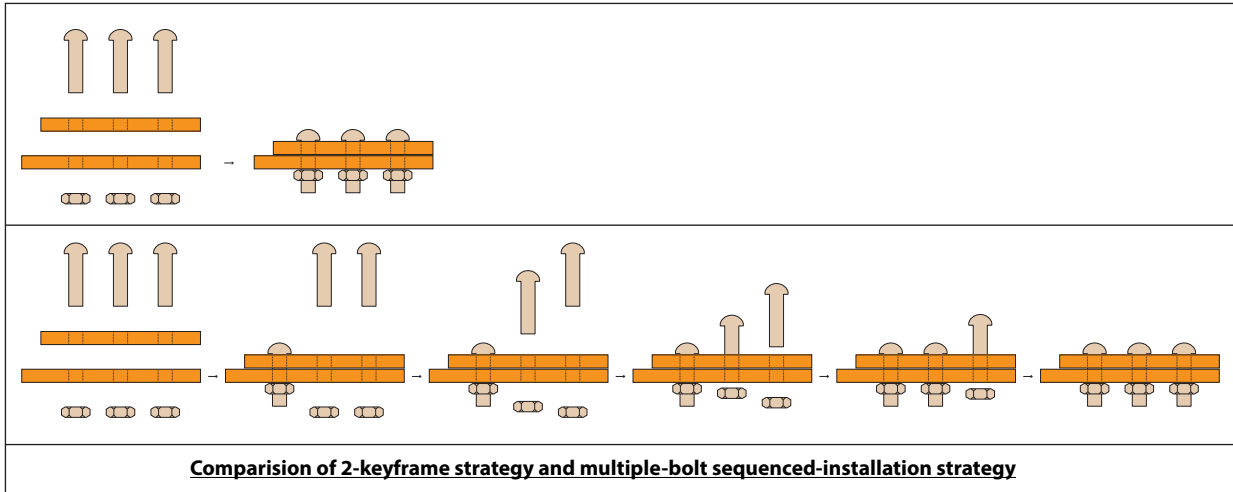 Comparision of 2-keyframe strategy and multiple-bolt sequenced-installation strategy